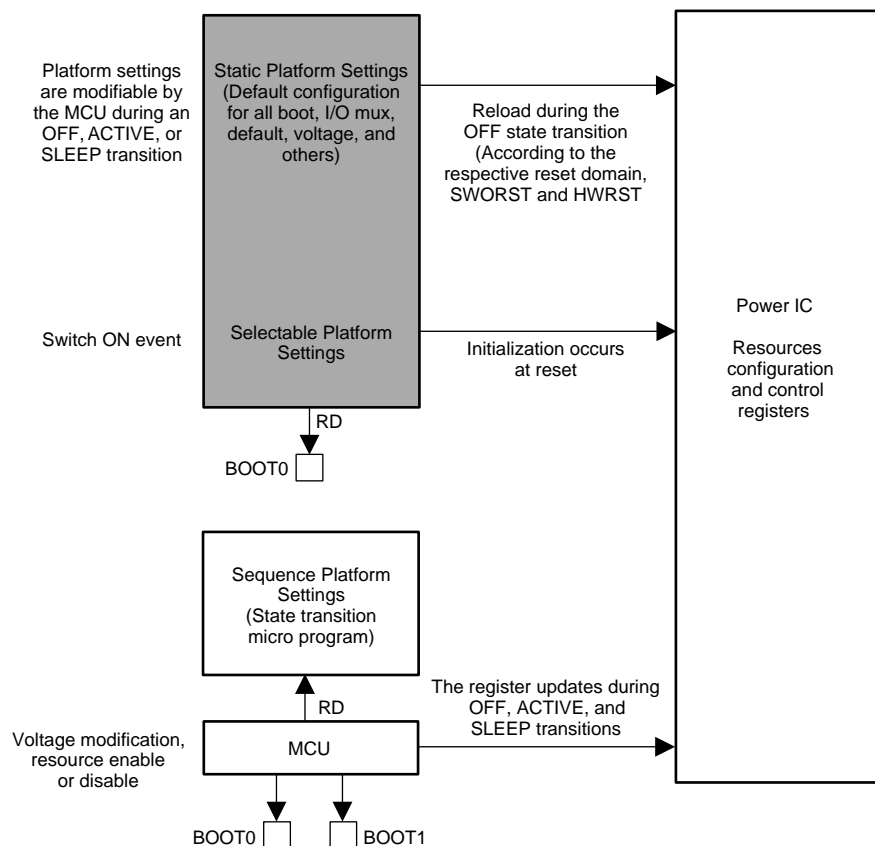 Platform settings
are modifiable by
the MCU during an
OFF, ACTIVE, or
SLEEP transition
Static Platform Settings
(Default configuration
for all boot, I/O mux,
default, voltage, and
others)
Reload during the
OFF state transition
(According to the
respective reset domain,
SWORST and HWRST
Switch ON event
Selectable Platform
Settings
Initialization occurs
at reset
Power IC
Resources
configuration
and control
registers
RD
BOOT0
Sequence Platform
Settings
(State transition
micro program)
RD
The register updates during
OFF, ACTIVE, and
SLEEP transitions
Voltage modification,
resource enable
or disable
MCU
BOOT0
BOOT1